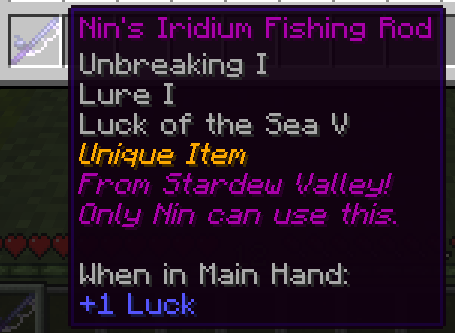 Nin's Iridium Fishing Rod
Unbreaking I
Lure I
Luck of the Sea V
Unique Item
From Stardew Valley!
Only Nin can use this.
When in Main Hand:
+1 Luck